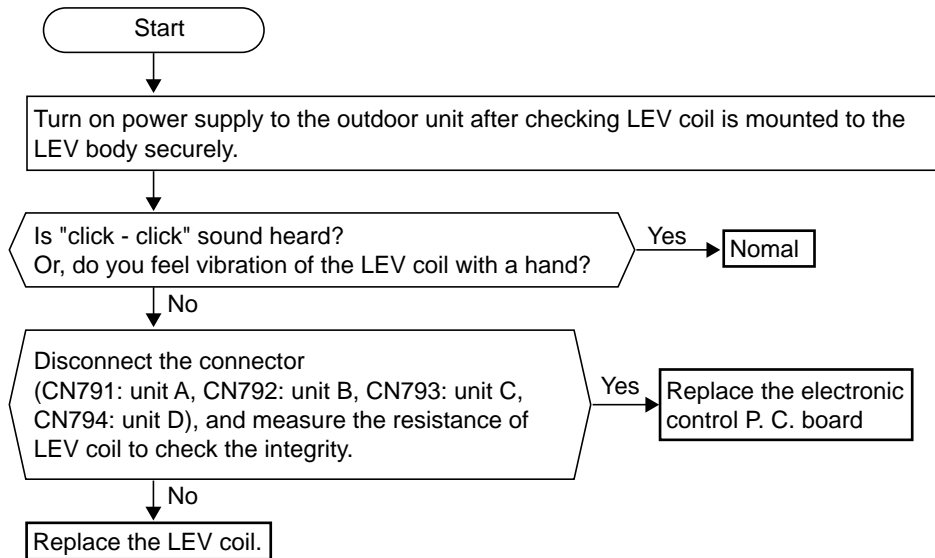 Start
Turn on power supply to the outdoor unit after checking LEV coil is mounted to the
LEV body securely.
Is "click - click" sound heard?
Or, do you feel vibration of the LEV coil with a hand?
Yes
Nomal
No
Disconnect the connector
(CN791: unit A, CN792: unit B, CN793: unit C,
CN794: unit D), and measure the resistance of
LEV coil to check the integrity.
Yes
Replace the electronic
control P. C. board
No
Replace the LEV coil.